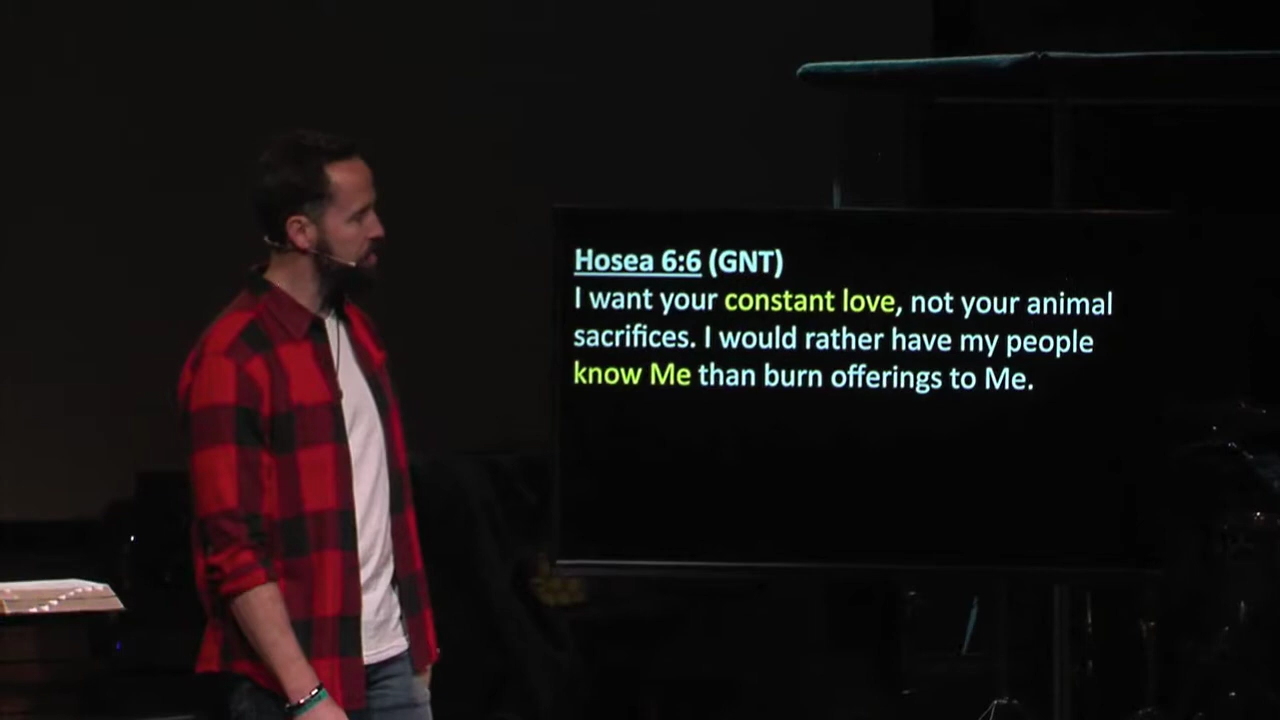 Hosea 6:6 (GNT)
I want your constant love, not your animal
sacrifices. I would rather have my people
know Me than burn offerings to Me.